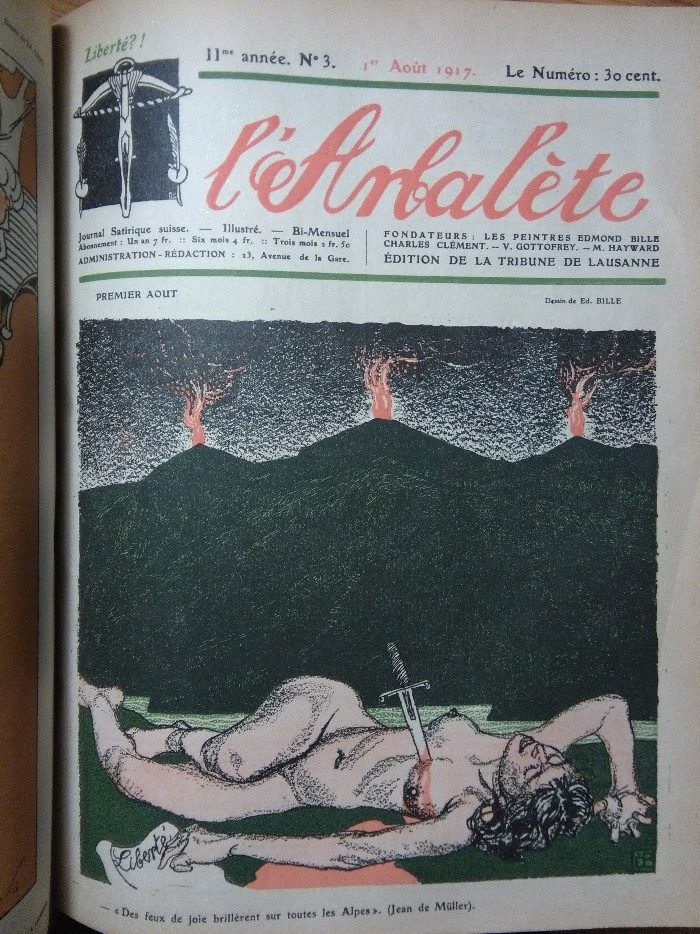 Liberté?!
IIme année. No 3. 1er Août 1917. Le Numéro : 30 cent.
l'Arbalète
Journal Satirique suisse. — Illustré. — Bi-Mensuel
Abonnement : Un an 7 fr. :: Six mois 4 fr. :: Trois mois 2 fr. 50
ADMINISTRATION-RÉDACTION : 23, Avenue de la Gare.
FONDATEURS : LES PEINTRES EDMOND BILLE
CHARLES CLÉMENT. – V. GOTTOFREY. – M. HAYWARD
ÉDITION DE LA TRIBUNE DE LAUSANNE
PREMIER AOUT
Dessin de Ed. BILLE
Liberté
— « Des feux de joie brillèrent sur toutes les Alpes ». (Jean de Müller).